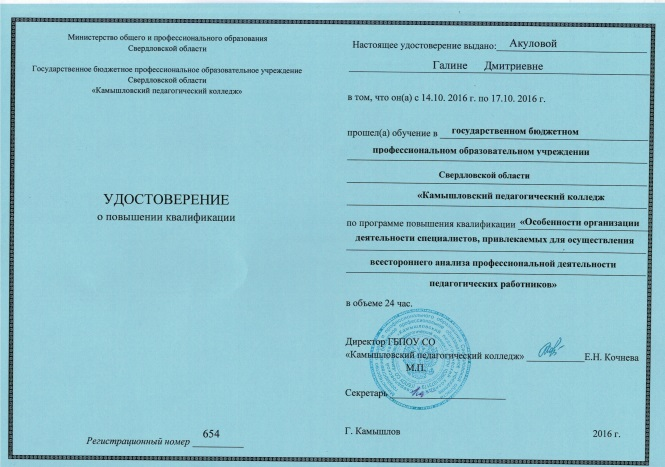 Министерство общего и профессионального образования
Свердловской области
Государственное бюджетное профессиональное образовательное учреждение
Свердловской области
«Камышловский педагогический колледж»
УДОСТОВЕРЕНИЕ
о повышении квалификации
Регистрационный номер 654
Настоящее удостоверение выдано: Акуловой
Галине Дмитриевне
в том, что он(а) с 14.10. 2016 г. по 17.10. 2016 г.
прошел(а) обучение в государственном бюджетном
профессиональном образовательном учреждении
Свердловской области
«Камышловский педагогический колледж
по программе повышения квалификации «Особенности организации
деятельности специалистов, привлекаемых для осуществления
всестороннего анализа профессиональной деятельности
педагогических работников»
в объеме 24 час.
Директор ГБПОУ СО
«Камышловский педагогический колледж» Е.Н. Кочнева
М.П.
Секретарь
Г. Камышлов 2016 г.